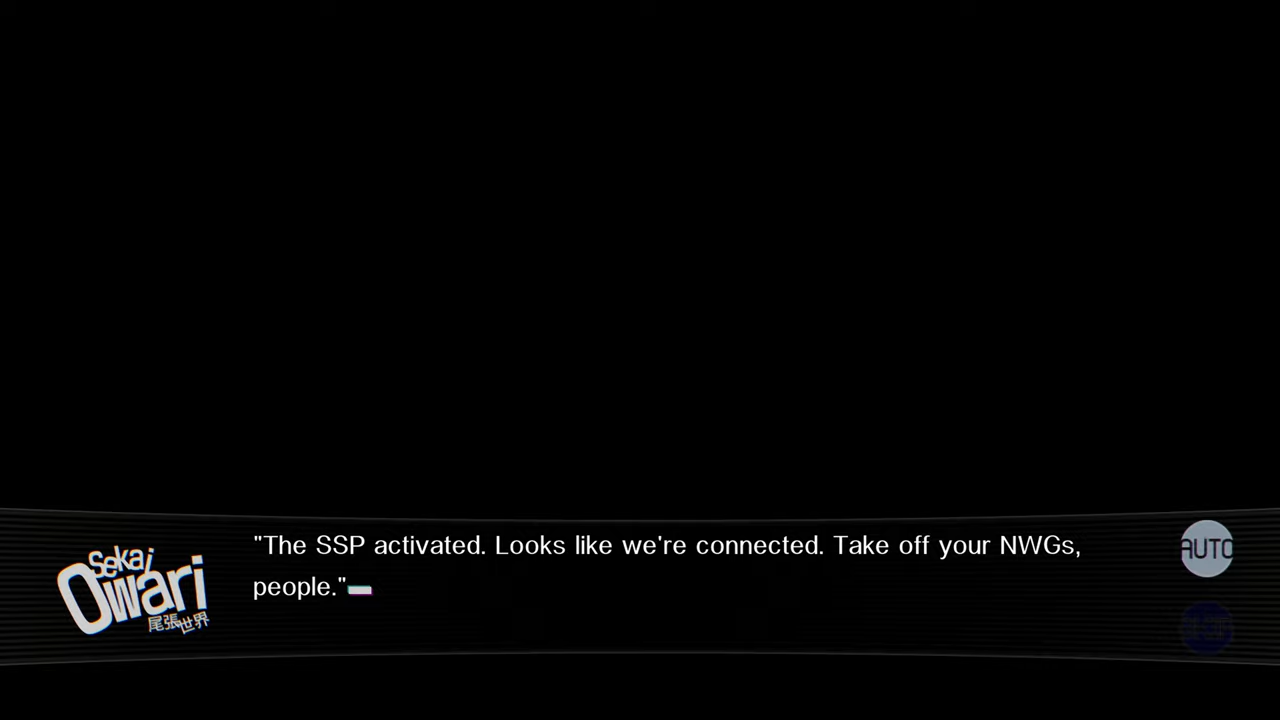 "The SSP activated. Looks like we're connected. Take off your NWGs,
people."
Sekai
Owari
尾張世界
AUTO